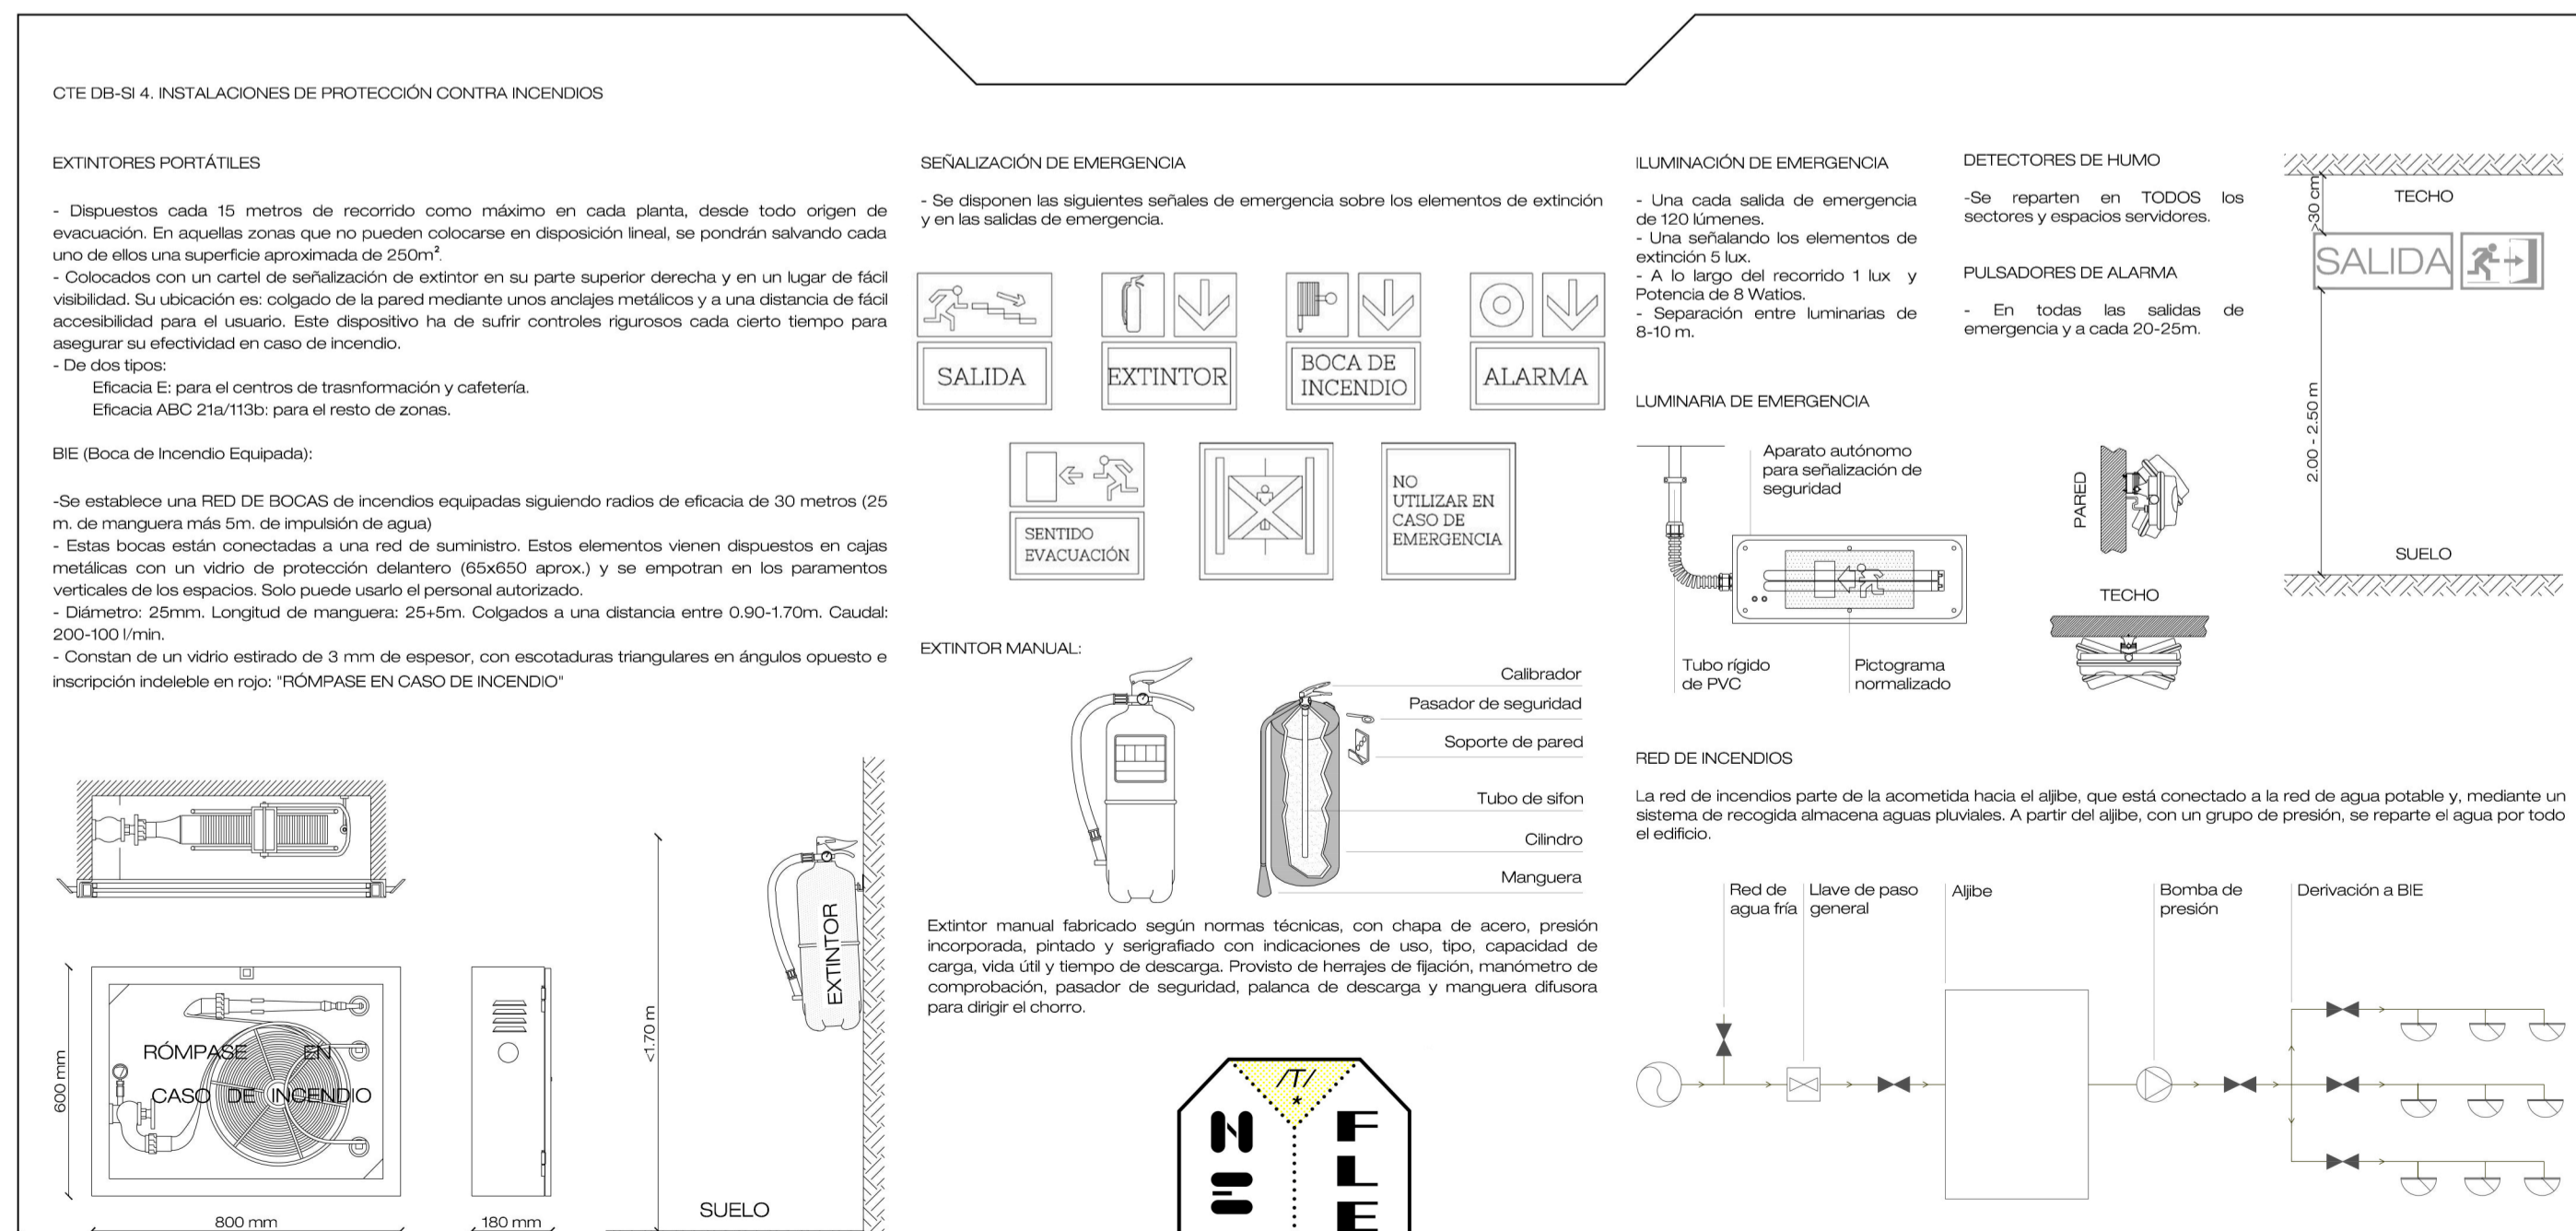 CTE DB-SI 4. INSTALACIONES DE PROTECCIÓN CONTRA INCENDIOS
EXTINTORES PORTÁTILES
- Dispuestos cada 15 metros de recorrido como máximo en cada planta, desde todo origen de
evacuación. En aquellas zonas que no pueden colocarse en disposición lineal, se pondrán salvando cada
uno de ellos una superficie aproximada de 250m².
- Colocados con un cartel de señalización de extintor en su parte superior derecha y en un lugar de fácil
visibilidad. Su ubicación es: colgado de la pared mediante unos anclajes metálicos y a una distancia de fácil
accesibilidad para el usuario. Este dispositivo ha de sufrir controles rigurosos cada cierto tiempo para
asegurar su efectividad en caso de incendio.
- De dos tipos:
Eficacia E: para el centros de trasnformación y cafetería.
Eficacia ABC 21a/113b: para el resto de zonas.
BIE (Boca de Incendio Equipada):
-Se establece una RED DE BOCAS de incendios equipadas siguiendo radios de eficacia de 30 metros (25
m. de manguera más 5m. de impulsión de agua)
- Estas bocas están conectadas a una red de suministro. Estos elementos vienen dispuestos en cajas
metálicas con un vidrio de protección delantero (65x650 aprox.) y se empotran en los paramentos
verticales de los espacios. Solo puede usarlo el personal autorizado.
- Diámetro: 25mm. Longitud de manguera: 25+5m. Colgados a una distancia entre 0.90-1.70m. Caudal:
200-100 l/min.
- Constan de un vidrio estirado de 3 mm de espesor, con escotaduras triangulares en ángulos opuesto e
inscripción indeleble en rojo: "RÓMPASE EN CASO DE INCENDIO"
600 mm
RÓMPASE EN
CASO DE INCENDIO
800 mm
180 mm
<1.70 m
EXTINTOR
SUELO
SEÑALIZACIÓN DE EMERGENCIA
- Se disponen las siguientes señales de emergencia sobre los elementos de extinción
y en las salidas de emergencia.
SALIDA
EXTINTOR
BOCA DE
INCENDIO
ALARMA
SENTIDO
EVACUACIÓN
NO
UTILIZAR EN
CASO DE
EMERGENCIA
EXTINTOR MANUAL:
Calibrador
Pasador de seguridad
Soporte de pared
Tubo de sifon
Cilindro
Manguera
Extintor manual fabricado según normas técnicas, con chapa de acero, presión
incorporada, pintado y serigrafiado con indicaciones de uso, tipo, capacidad de
carga, vida útil y tiempo de descarga. Provisto de herrajes de fijación, manómetro de
comprobación, pasador de seguridad, palanca de descarga y manguera difusora
para dirigir el chorro.
/T/
*
N
E
F
L
E
ILUMINACIÓN DE EMERGENCIA
- Una cada salida de emergencia
de 120 lúmenes.
- Una señalando los elementos de
extinción 5 lux.
- A lo largo del recorrido 1 lux y
Potencia de 8 Watios.
- Separación entre luminarias de
8-10 m.
DETECTORES DE HUMO
-Se reparten en TODOS los
sectores y espacios servidores.
PULSADORES DE ALARMA
- En todas las salidas de
emergencia y a cada 20-25m.
>30 cm
TECHO
SALIDA
2.00 - 2.50 m
SUELO
LUMINARIA DE EMERGENCIA
Aparato autónomo
para señalización de
seguridad
Tubo rígido
de PVC
Pictograma
normalizado
PARED
TECHO
RED DE INCENDIOS
La red de incendios parte de la acometida hacia el aljibe, que está conectado a la red de agua potable y, mediante un
sistema de recogida almacena aguas pluviales. A partir del aljibe, con un grupo de presión, se reparte el agua por todo
el edificio.
Red de
agua fría
Llave de paso
general
Aljibe
Bomba de
presión
Derivación a BIE